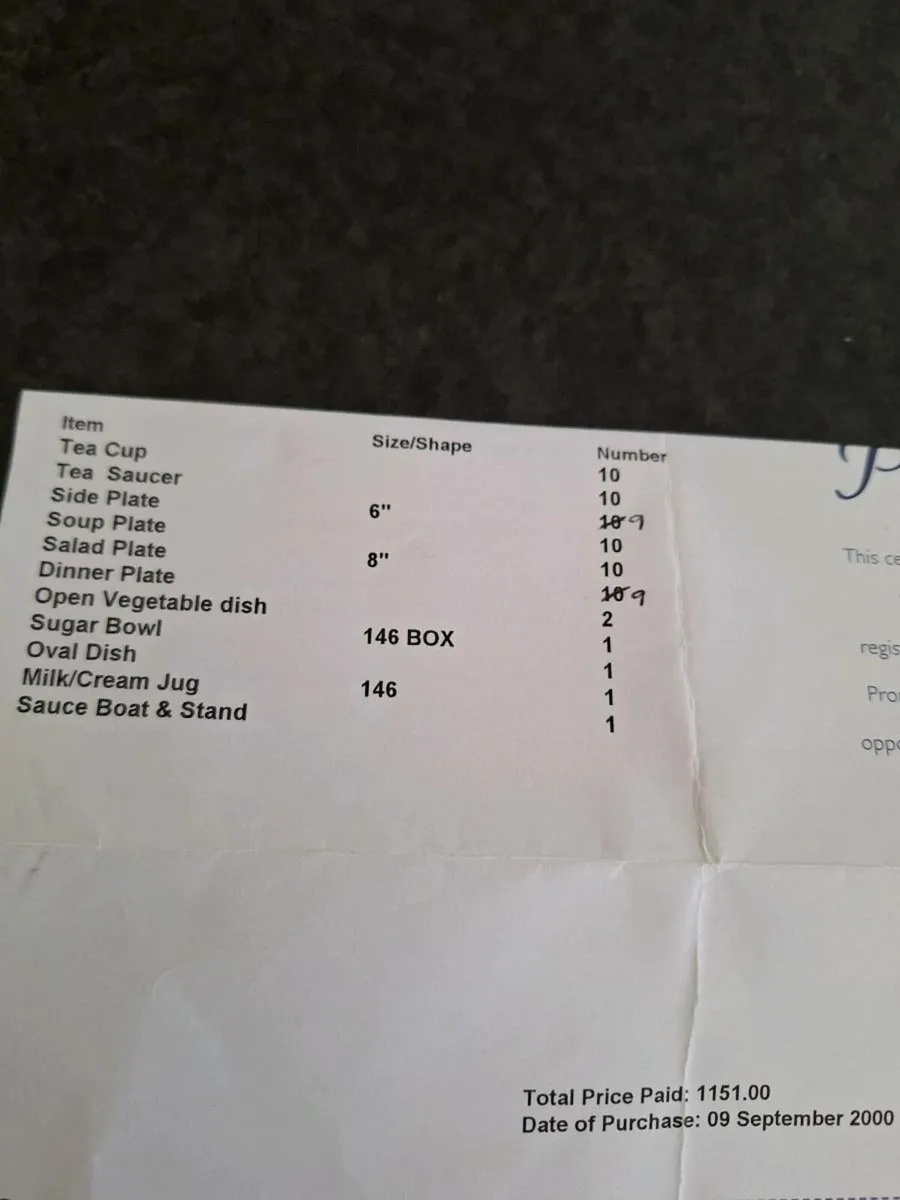 Item Size/Shape Number
Tea Cup 10
Tea Saucer 10
Side Plate 6" 10 9
Soup Plate 10
Salad Plate 8" 10
Dinner Plate 10 9
Open Vegetable dish 2
Sugar Bowl 146 BOX 1
Oval Dish 1
Milk/Cream Jug 146 1
Sauce Boat & Stand 1
This ce
regis
Pro
oppo
Total Price Paid: 1151.00
Date of Purchase: 09 September 2000